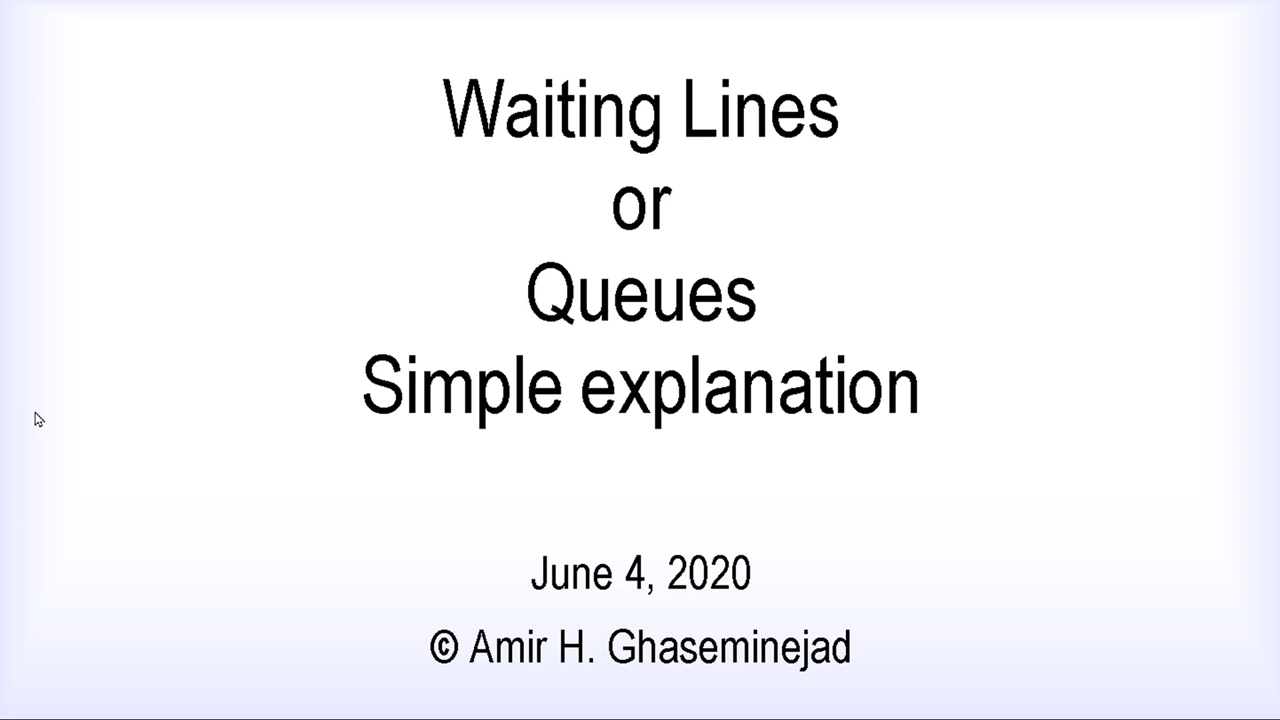 Waiting Lines
or
Queues
Simple explanation
June 4, 2020
© Amir H. Ghaseminejad